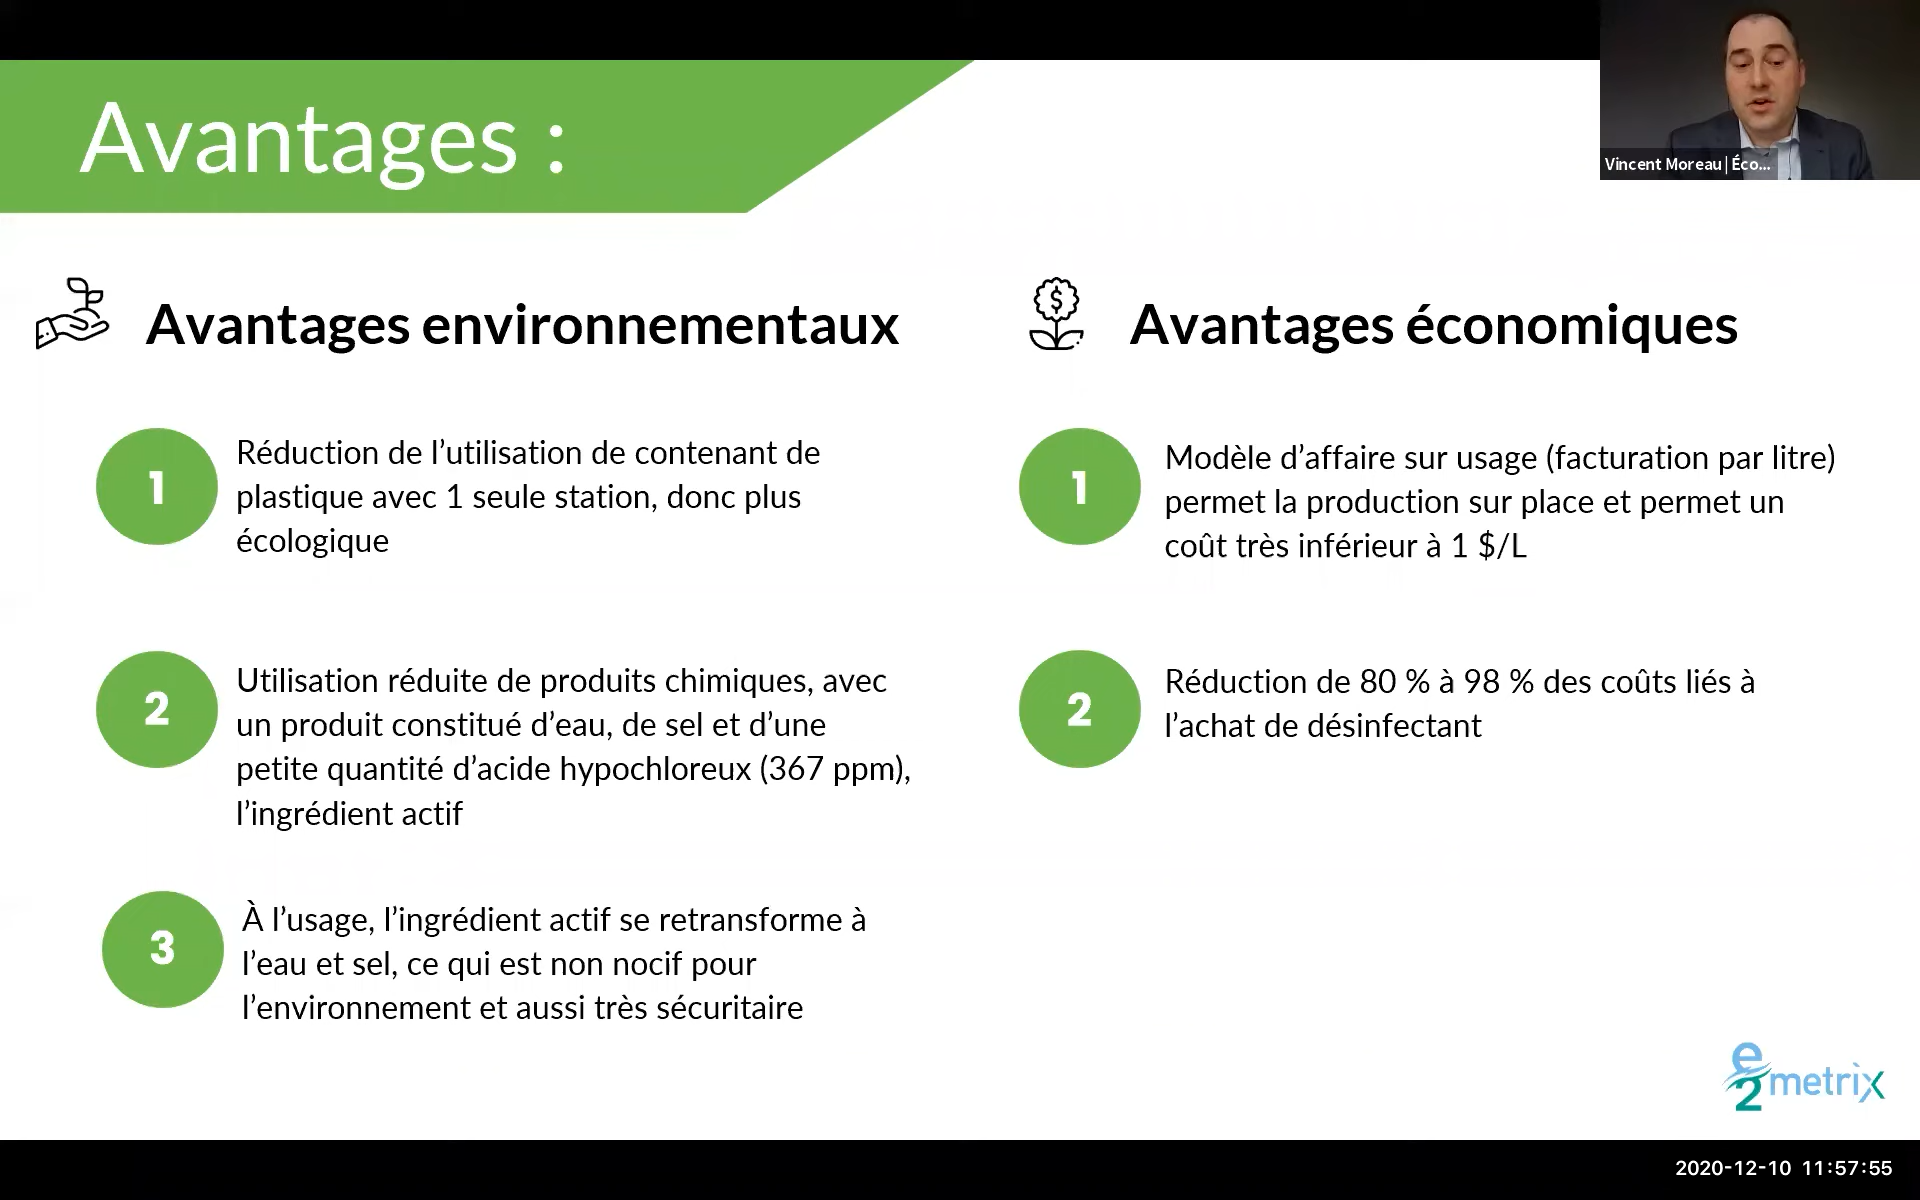 Avantages :
Vincent Moreau | Éco...
Avantages environnementaux
1
Réduction de l’utilisation de contenant de
plastique avec 1 seule station, donc plus
écologique
2
Utilisation réduite de produits chimiques, avec
un produit constitué d’eau, de sel et d’une
petite quantité d’acide hypochloreux (367 ppm),
l’ingrédient actif
3
À l’usage, l’ingrédient actif se retransforme à
l’eau et sel, ce qui est non nocif pour
l’environnement et aussi très sécuritaire
$
Avantages économiques
1
Modèle d’affaire sur usage (facturation par litre)
permet la production sur place et permet un
coût très inférieur à 1 $/L
2
Réduction de 80 % à 98 % des coûts liés à
l’achat de désinfectant
e2metrix
2020-12-10 11:57:55